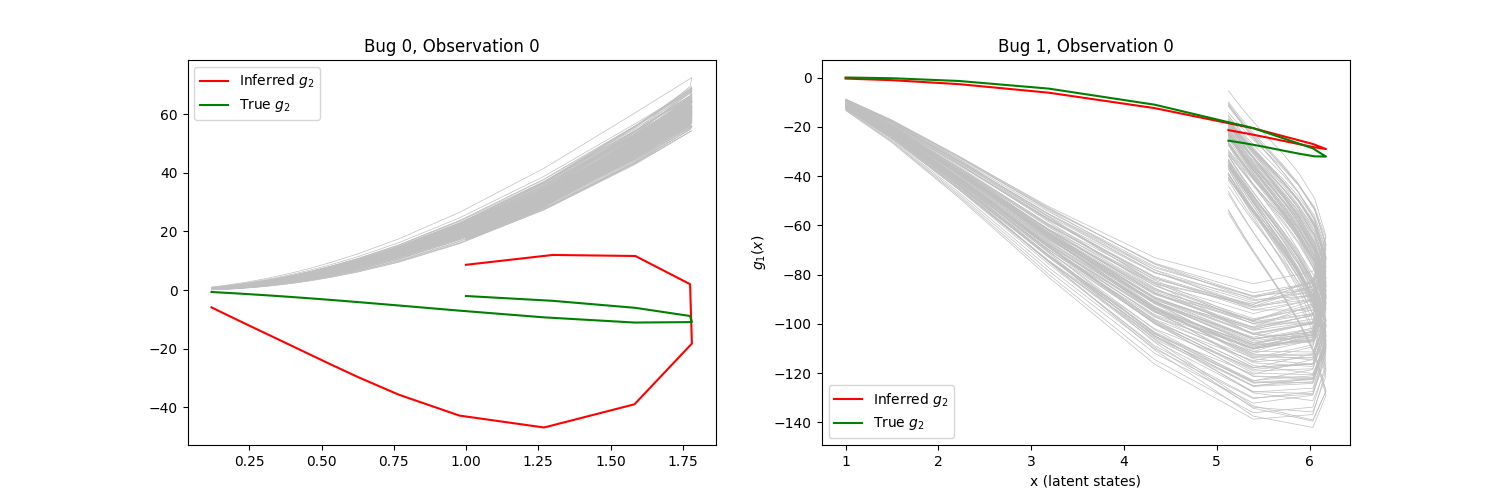 Bug 0, Observation 0
Inferred g₂
True g₂
60
40
20
0
−20
−40
0.25 0.50 0.75 1.00 1.25 1.50 1.75
Bug 1, Observation 0
g₁(x)
0
−20
−40
−60
−80
−100
−120
−140
Inferred g₂
True g₂
1 2 3 4 5 6
x (latent states)